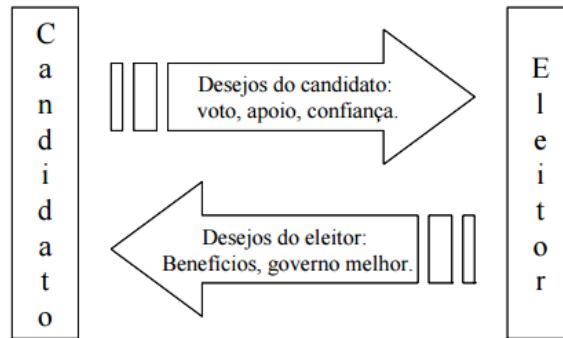 Candidato
Desejos do candidato:
voto, apoio, confiança.
Desejos do eleitor:
Benefícios, governo melhor.
Eleitor